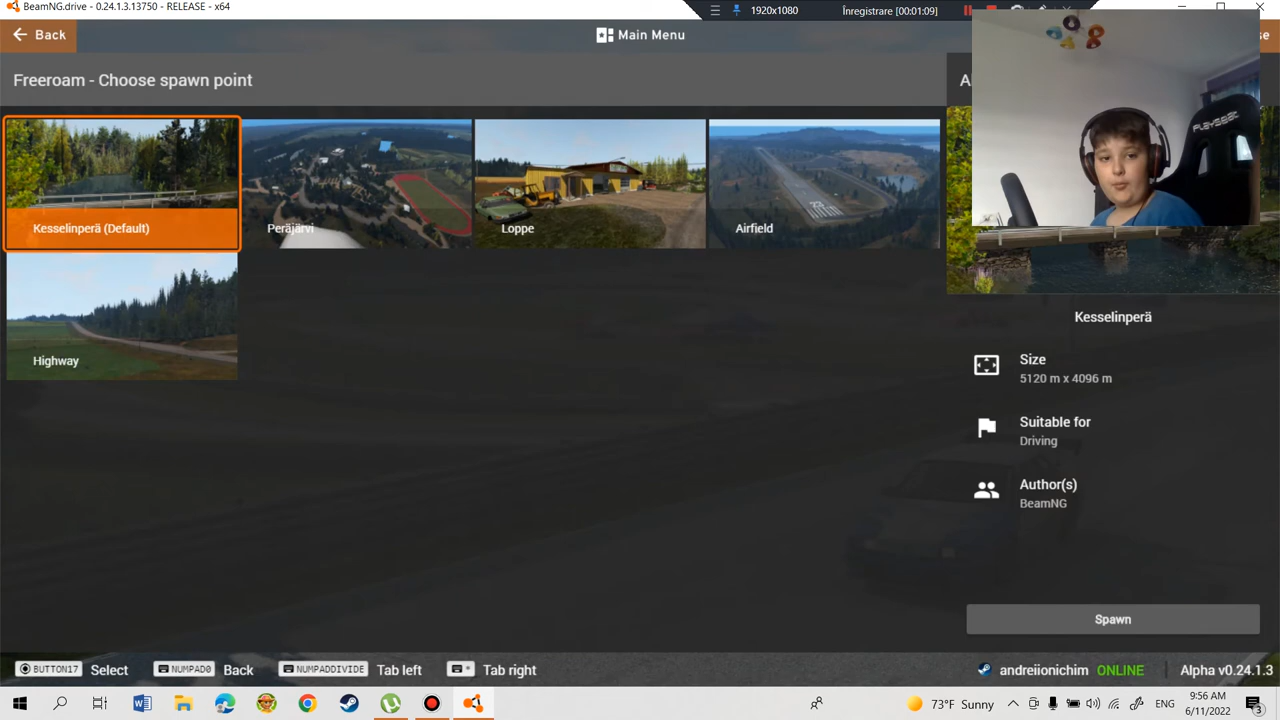 BeamNG.drive - 0.24.1.3.13750 - RELEASE - x64
1920x1080
Înregistrare [00:01:09]
Back
Main Menu
Freeroam - Choose spawn point
Kesselinperä (Default)
Peräjärvi
Loppe
Airfield
Highway
PLAYSEAT
Kesselinperä
Size
5120 m x 4096 m
Suitable for
Driving
Author(s)
BeamNG
Spawn
BUTTON17 Select NUMPAD0 Back NUMPADDIVIDE Tab left * Tab right
andreiionichim ONLINE Alpha v0.24.1.3
73°F Sunny
ENG
9:56 AM
6/11/2022
3